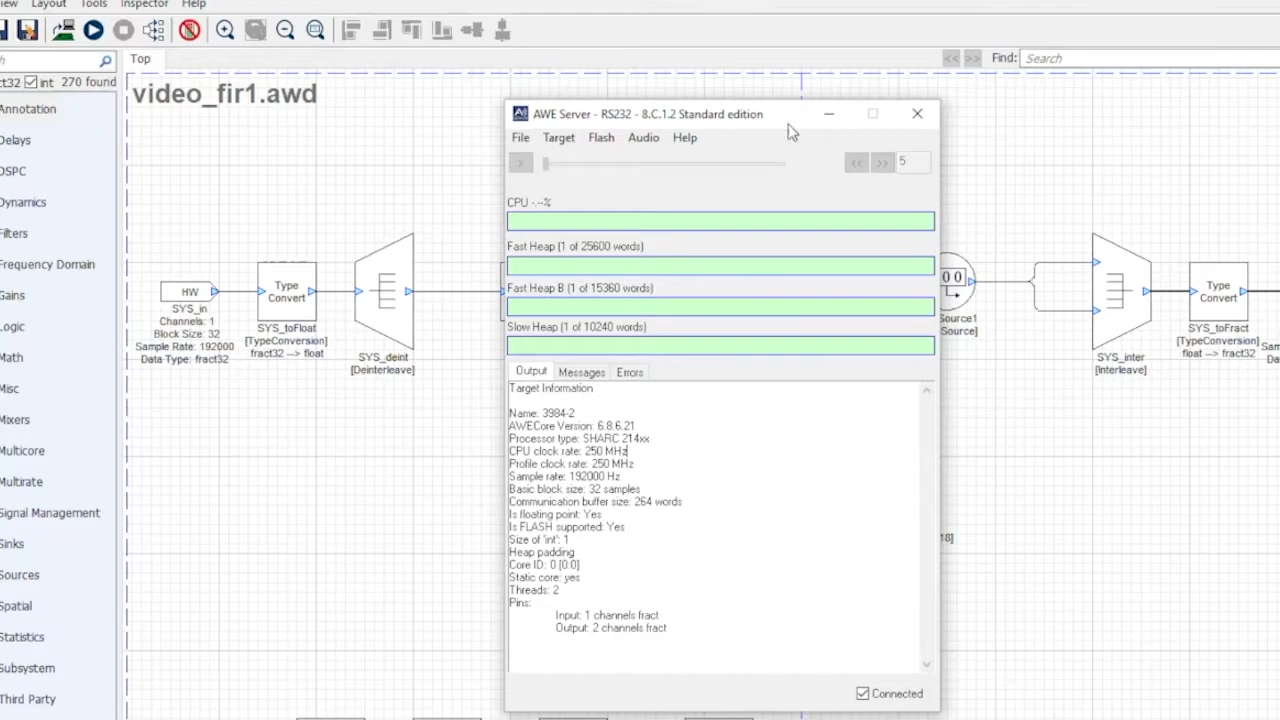 View Layout Tools Inspector Help
Top
Find: Search
ct32 int 270 found
video_fir1.awd
Annotation
Delays
DSPC
Dynamics
Filters
Frequency Domain
Gains
Logic
Math
Misc
Mixers
Multicore
Multirate
Signal Management
Sinks
Sources
Spatial
Statistics
Subsystem
Third Party
HW
SYS_in
Channels: 1
Block Size: 32
Sample Rate: 192000
Data Type: fract32
Type
Convert
SYS_toFloat
[TypeConversion]
fract32 --> float
SYS_deint
[Deinterleave]
AWE Server - RS232 - 8.C.1.2 Standard edition
File Target Flash Audio Help
> << >> 5
CPU -.--%
Fast Heap (1 of 25600 words)
Fast Heap B (1 of 15360 words)
Slow Heap (1 of 10240 words)
Output Messages Errors
Target Information
Name: 3984-2
AWECore Version: 6.8.6.21
Processor type: SHARC 214xx
CPU clock rate: 250 MHz
Profile clock rate: 250 MHz
Sample rate: 192000 Hz
Basic block size: 32 samples
Communication buffer size: 264 words
Is floating point: Yes
Is FLASH supported: Yes
Size of 'int': 1
Heap padding
Core ID: 0 [0:0]
Static core: yes
Threads: 2
Pins:
Input: 1 channels fract
Output: 2 channels fract
Connected
0 0
Source1
Source]
18]
SYS_inter
[Interleave]
Type
Convert
SYS_toFract
[TypeConversion]
float --> fract32
Sam
Da